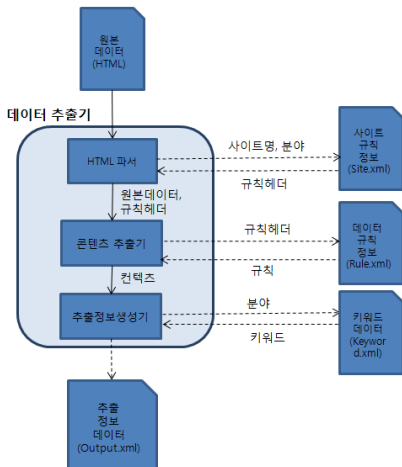 원본
데이터
(HTML)
데이터 추출기
HTML 파서
사이트명, 분야
규칙헤더
사이트
규칙
정보
(Site.xml)
원본데이터,
규칙헤더
콘텐츠 추출기
규칙헤더
규칙
데이터
규칙
정보
(Rule.xml)
컨텍즈
추출정보생성기
분야
키워드
키워드
데이터
(Keywor
d.xml)
추출
정보
데이터
(Output.xml)